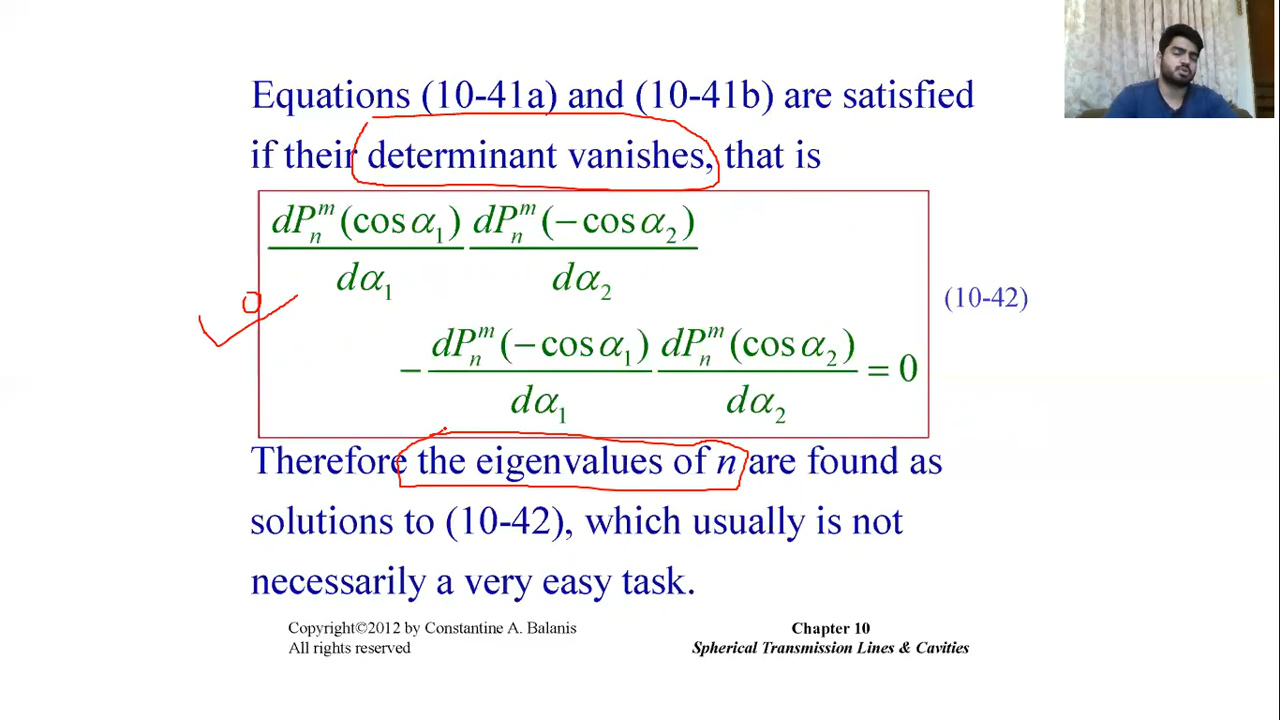 Equations (10-41a) and (10-41b) are satisfied
if their determinant vanishes, that is
dP_n^m(cos α_1)/dα_1 dP_n^m(−cos α_2)/dα_2
− dP_n^m(−cos α_1)/dα_1 dP_n^m(cos α_2)/dα_2 = 0
(10-42)
Therefore the eigenvalues of n are found as
solutions to (10-42), which usually is not
necessarily a very easy task.
Copyright©2012 by Constantine A. Balanis
All rights reserved
Chapter 10
Spherical Transmission Lines & Cavities